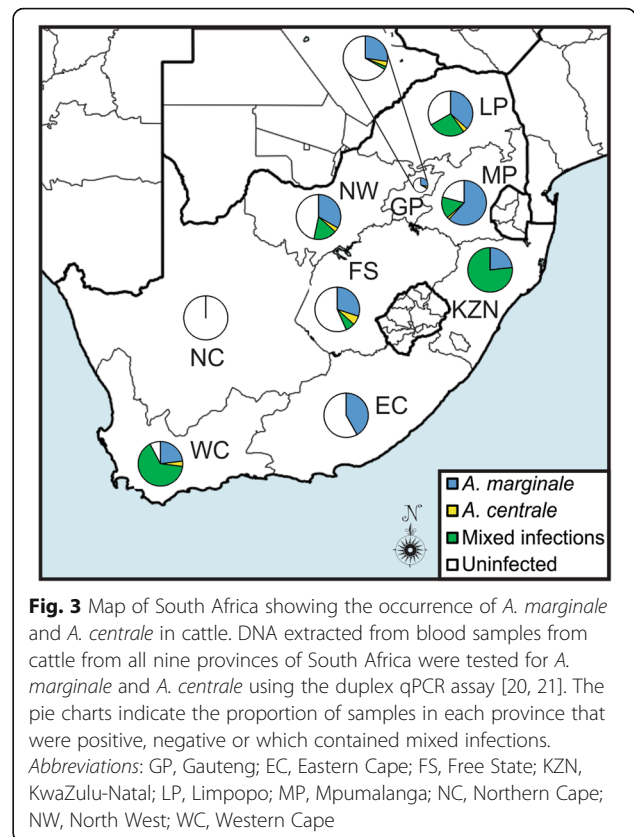 LP
MP
NW
GP
FS
KZN
NC
EC
WC
A. marginale
A. centrale
Mixed infections
Uninfected
N
Fig. 3 Map of South Africa showing the occurrence of A. marginale
and A. centrale in cattle. DNA extracted from blood samples from
cattle from all nine provinces of South Africa were tested for A.
marginale and A. centrale using the duplex qPCR assay [20, 21]. The
pie charts indicate the proportion of samples in each province that
were positive, negative or which contained mixed infections.
Abbreviations: GP, Gauteng; EC, Eastern Cape; FS, Free State; KZN,
KwaZulu-Natal; LP, Limpopo; MP, Mpumalanga; NC, Northern Cape;
NW, North West; WC, Western Cape